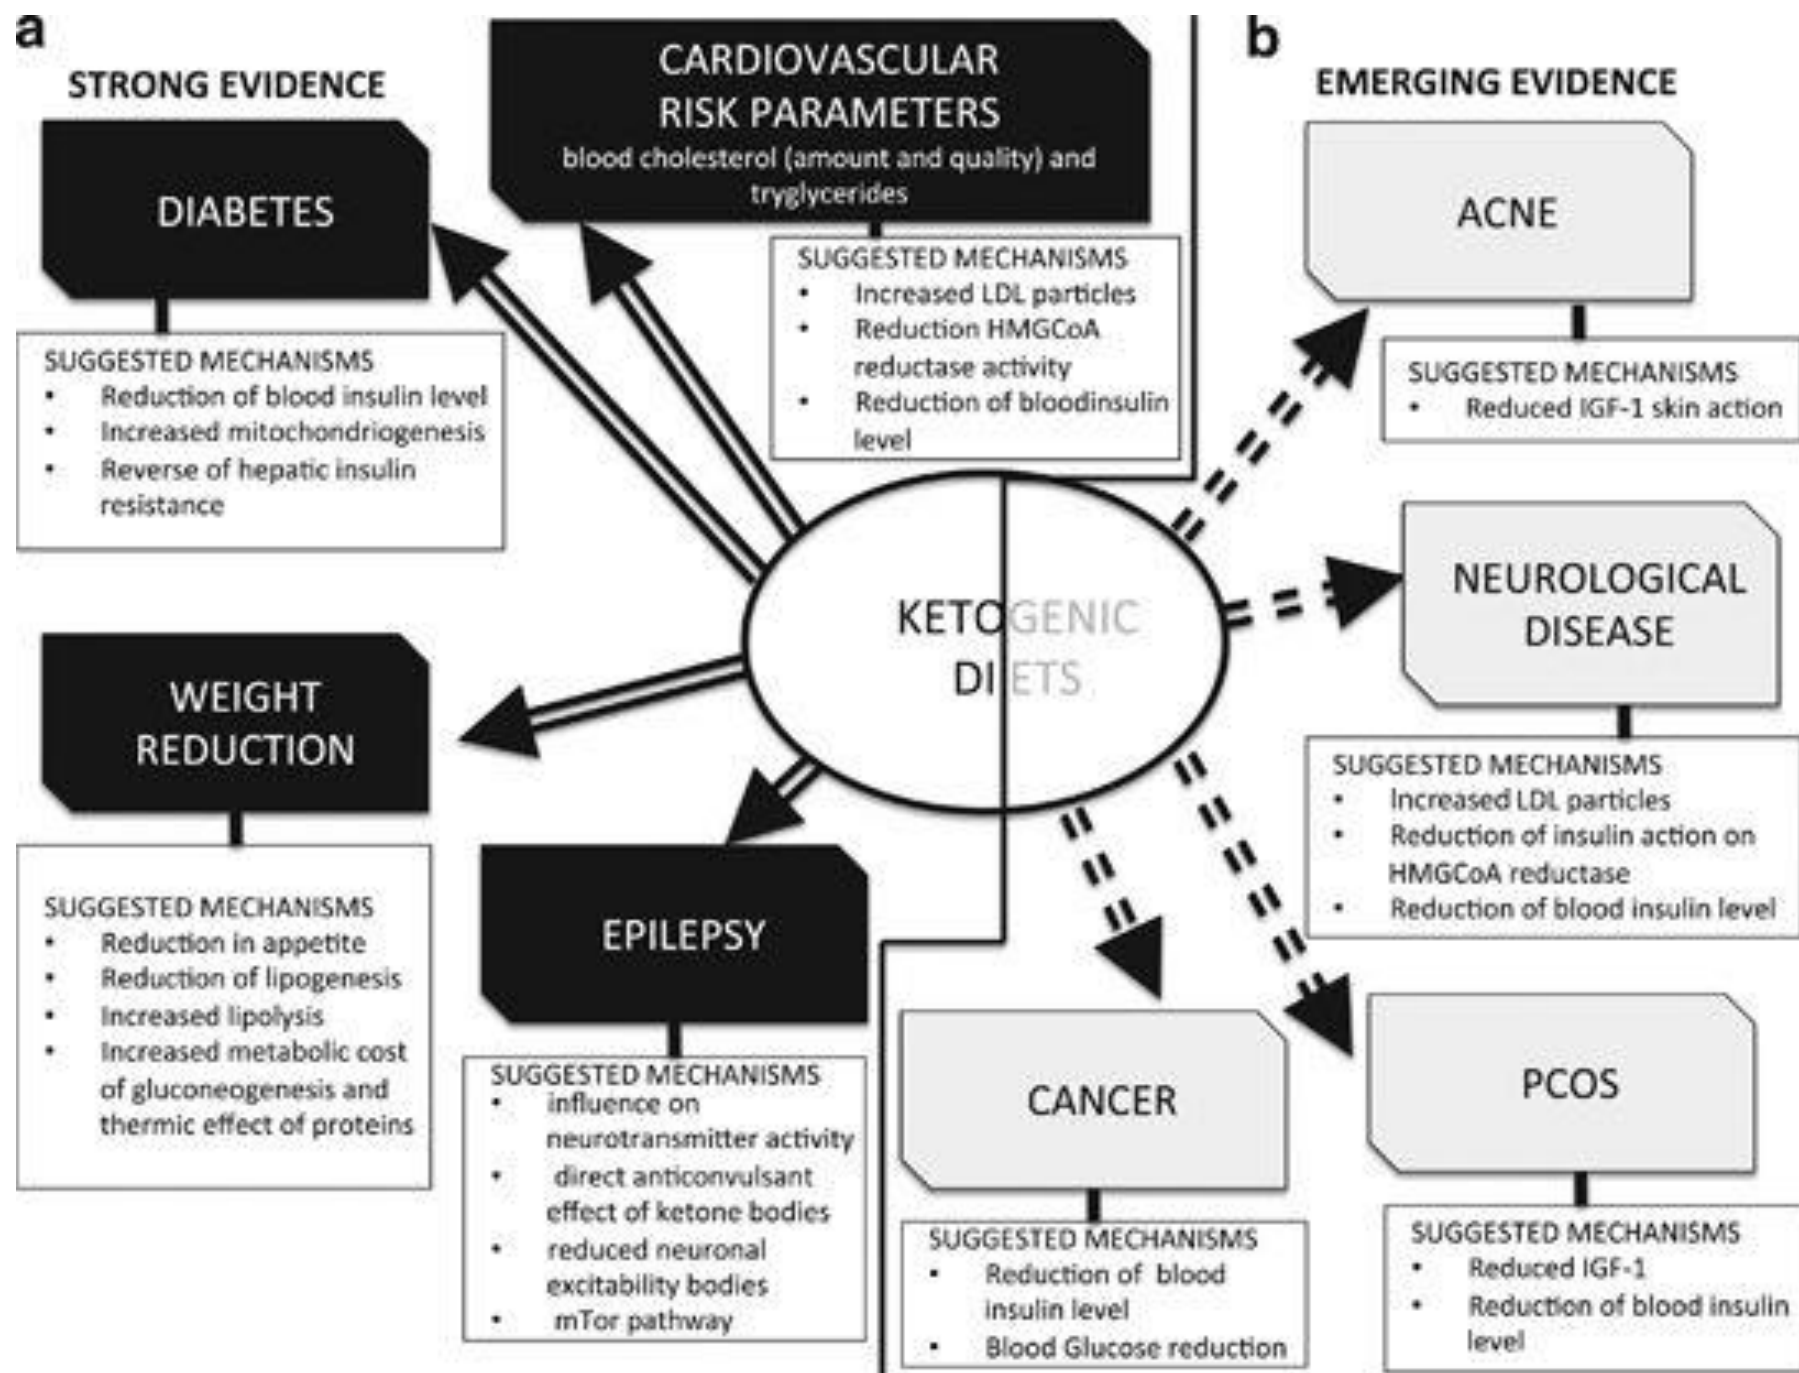 a
STRONG EVIDENCE
DIABETES
SUGGESTED MECHANISMS
• Reduction of blood insulin level
• Increased mitochondriogenesis
• Reverse of hepatic insulin
resistance
CARDIOVASCULAR
RISK PARAMETERS
blood cholesterol (amount and quality) and
tryglycerides
SUGGESTED MECHANISMS
• Increased LDL particles
• Reduction HMGCoA
reductase activity
• Reduction of bloodinsulin
level
WEIGHT
REDUCTION
SUGGESTED MECHANISMS
• Reduction in appetite
• Reduction of lipogenesis
• Increased lipolysis
• Increased metabolic cost
of gluconeogenesis and
thermic effect of proteins
EPILEPSY
SUGGESTED MECHANISMS
• influence on
neurotransmitter activity
• direct anticonvulsant
effect of ketone bodies
• reduced neuronal
excitability bodies
• mTor pathway
KETOGENIC
DIETS
b
EMERGING EVIDENCE
ACNE
SUGGESTED MECHANISMS
• Reduced IGF-1 skin action
NEUROLOGICAL
DISEASE
SUGGESTED MECHANISMS
• Increased LDL particles
• Reduction of insulin action on
HMGCoA reductase
• Reduction of blood insulin level
CANCER
SUGGESTED MECHANISMS
• Reduction of blood
insulin level
• Blood Glucose reduction
PCOS
SUGGESTED MECHANISMS
• Reduced IGF-1
• Reduction of blood insulin
level